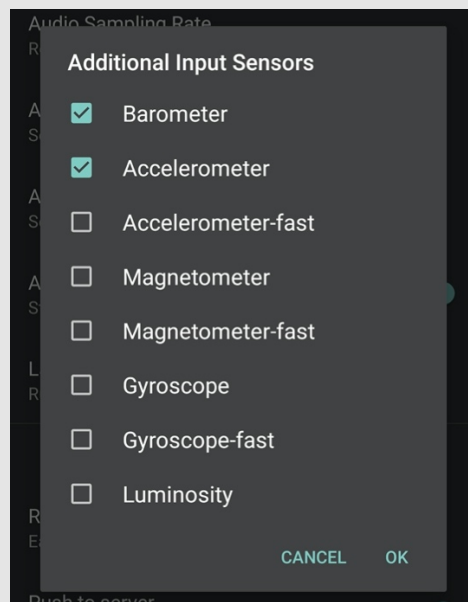 Audio Sampling Rate
R
Additional Input Sensors
A
Barometer
S
Accelerometer
A
Accelerometer-fast
S
A
Magnetometer
S
Magnetometer-fast
L
Gyroscope
R
Gyroscope-fast
Luminosity
R
E
CANCEL OK
Push to server